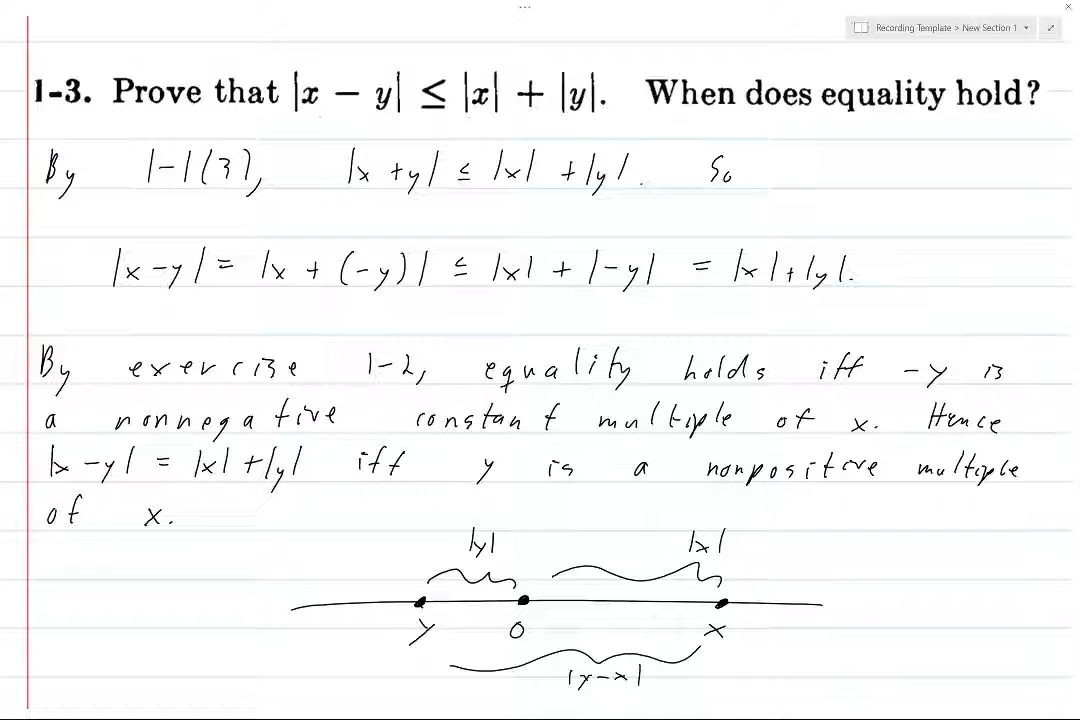 Recording Template > New Section 1
1-3. Prove that |x − y| ≤ |x| + |y|. When does equality hold?
By 1-1(3), |x + y| ≤ |x| + |y|. So
|x − y| = |x + (−y)| ≤ |x| + |−y| = |x| + |y|.
By exercise 1-2, equality holds iff −y is
a nonnegative constant multiple of x. Hence
|x − y| = |x| + |y| iff y is a nonpositive multiple
of x.
|y| |x|
y 0 x
|y − x|